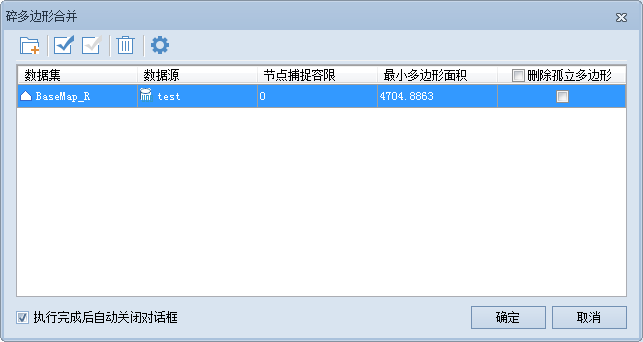 碎多边形合并
数据集 数据源 节点捕捉容限 最小多边形面积 删除孤立多边形
BaseMap_R test 0 4704.8863
执行完成后自动关闭对话框 确定 取消